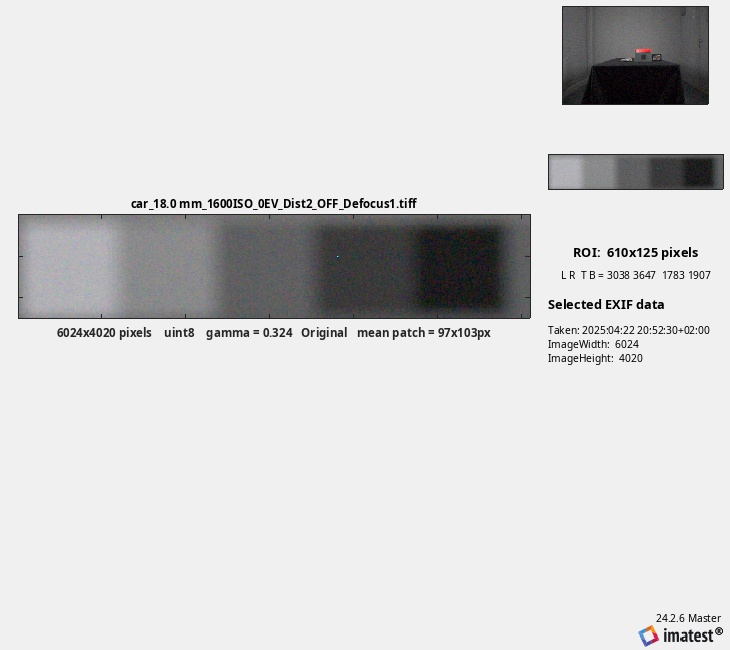 car_18.0 mm_1600ISO_0EV_Dist2_OFF_Defocus1.tiff
6024x4020 pixels    uint8    gamma = 0.324   Original   mean patch = 97x103px
ROI:  610x125 pixels
L R  T B = 3038 3647  1783 1907
Selected EXIF data
Taken: 2025:04:22 20:52:30+02:00
ImageWidth:  6024
ImageHeight:  4020
24.2.6 Master
imatest®